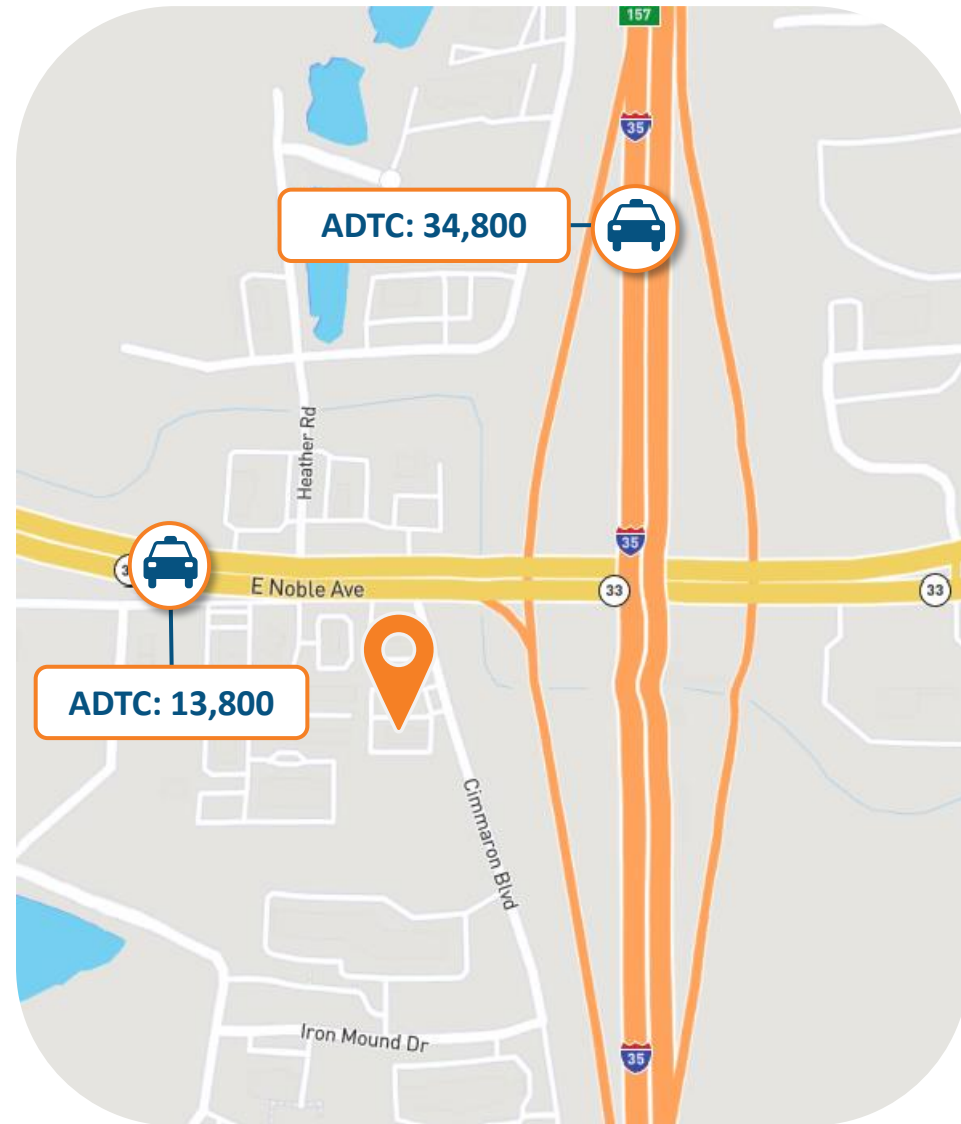 157
35
ADTC: 34,800
Heather Rd
35
E Noble Ave
33
33
ADTC: 13,800
Cimmaron Blvd
Iron Mound Dr
35